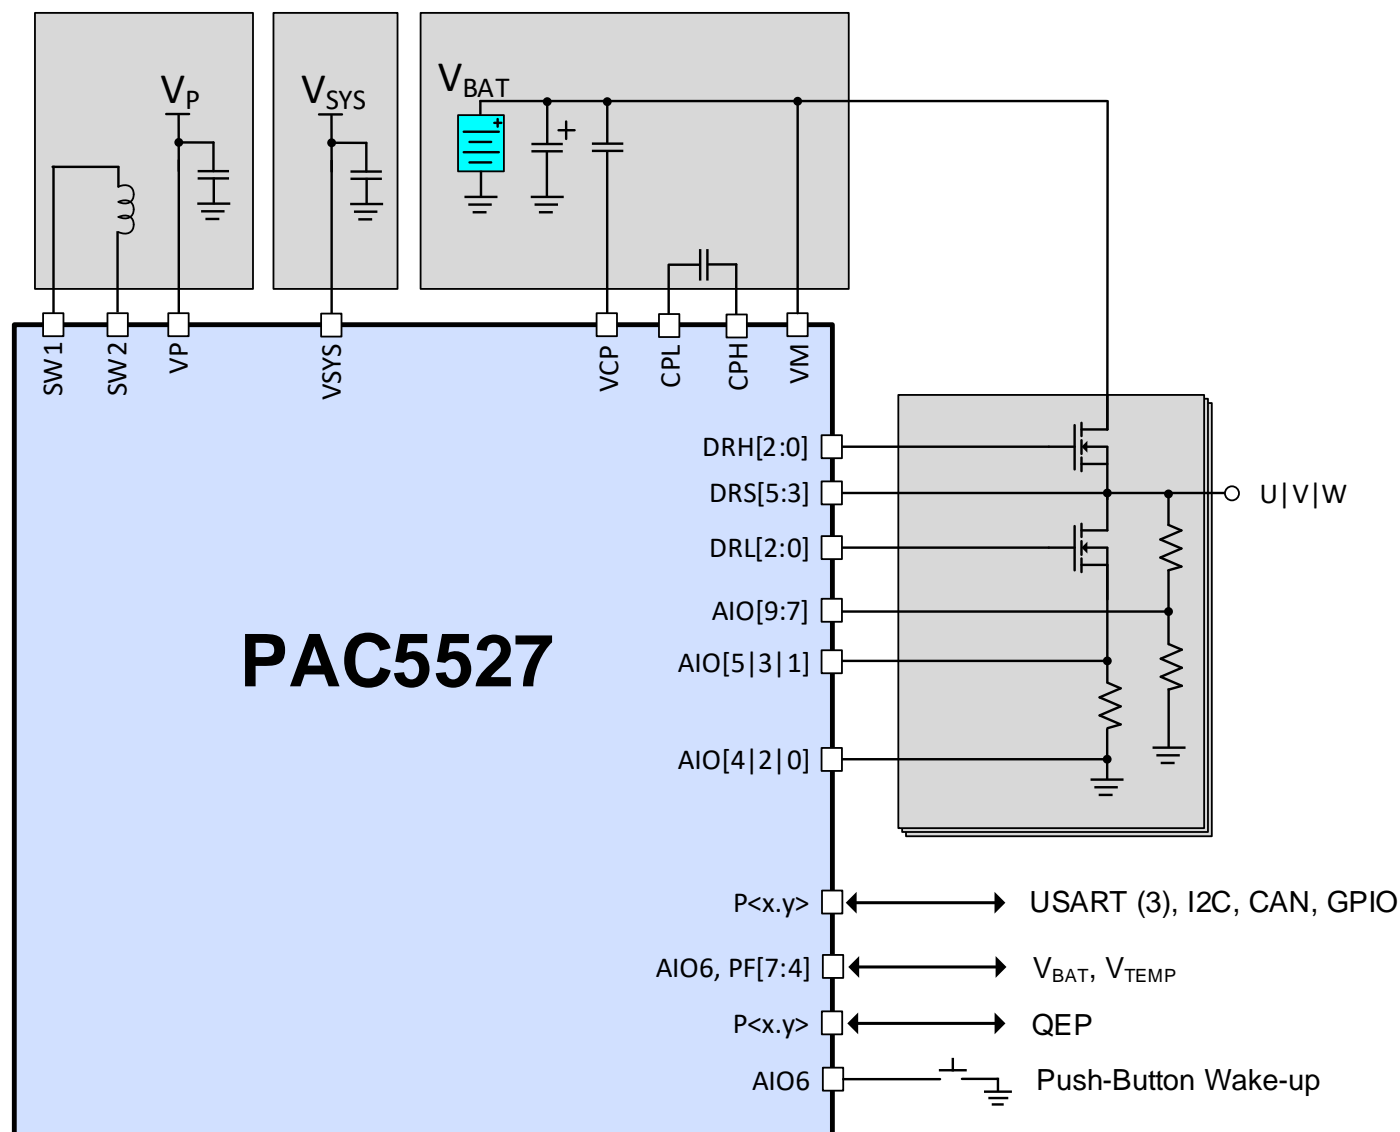 VP
VSYS
VBAT
+
+
SW1
SW2
VP
VSYS
VCP
CPL
CPH
VM
DRH[2:0]
DRS[5:3]
U|V|W
DRL[2:0]
AIO[9:7]
PAC5527
AIO[5|3|1]
AIO[4|2|0]
P<x.y>
USART (3), I2C, CAN, GPIO
AIO6, PF[7:4]
VBAT, VTEMP
P<x.y>
QEP
AIO6
Push-Button Wake-up